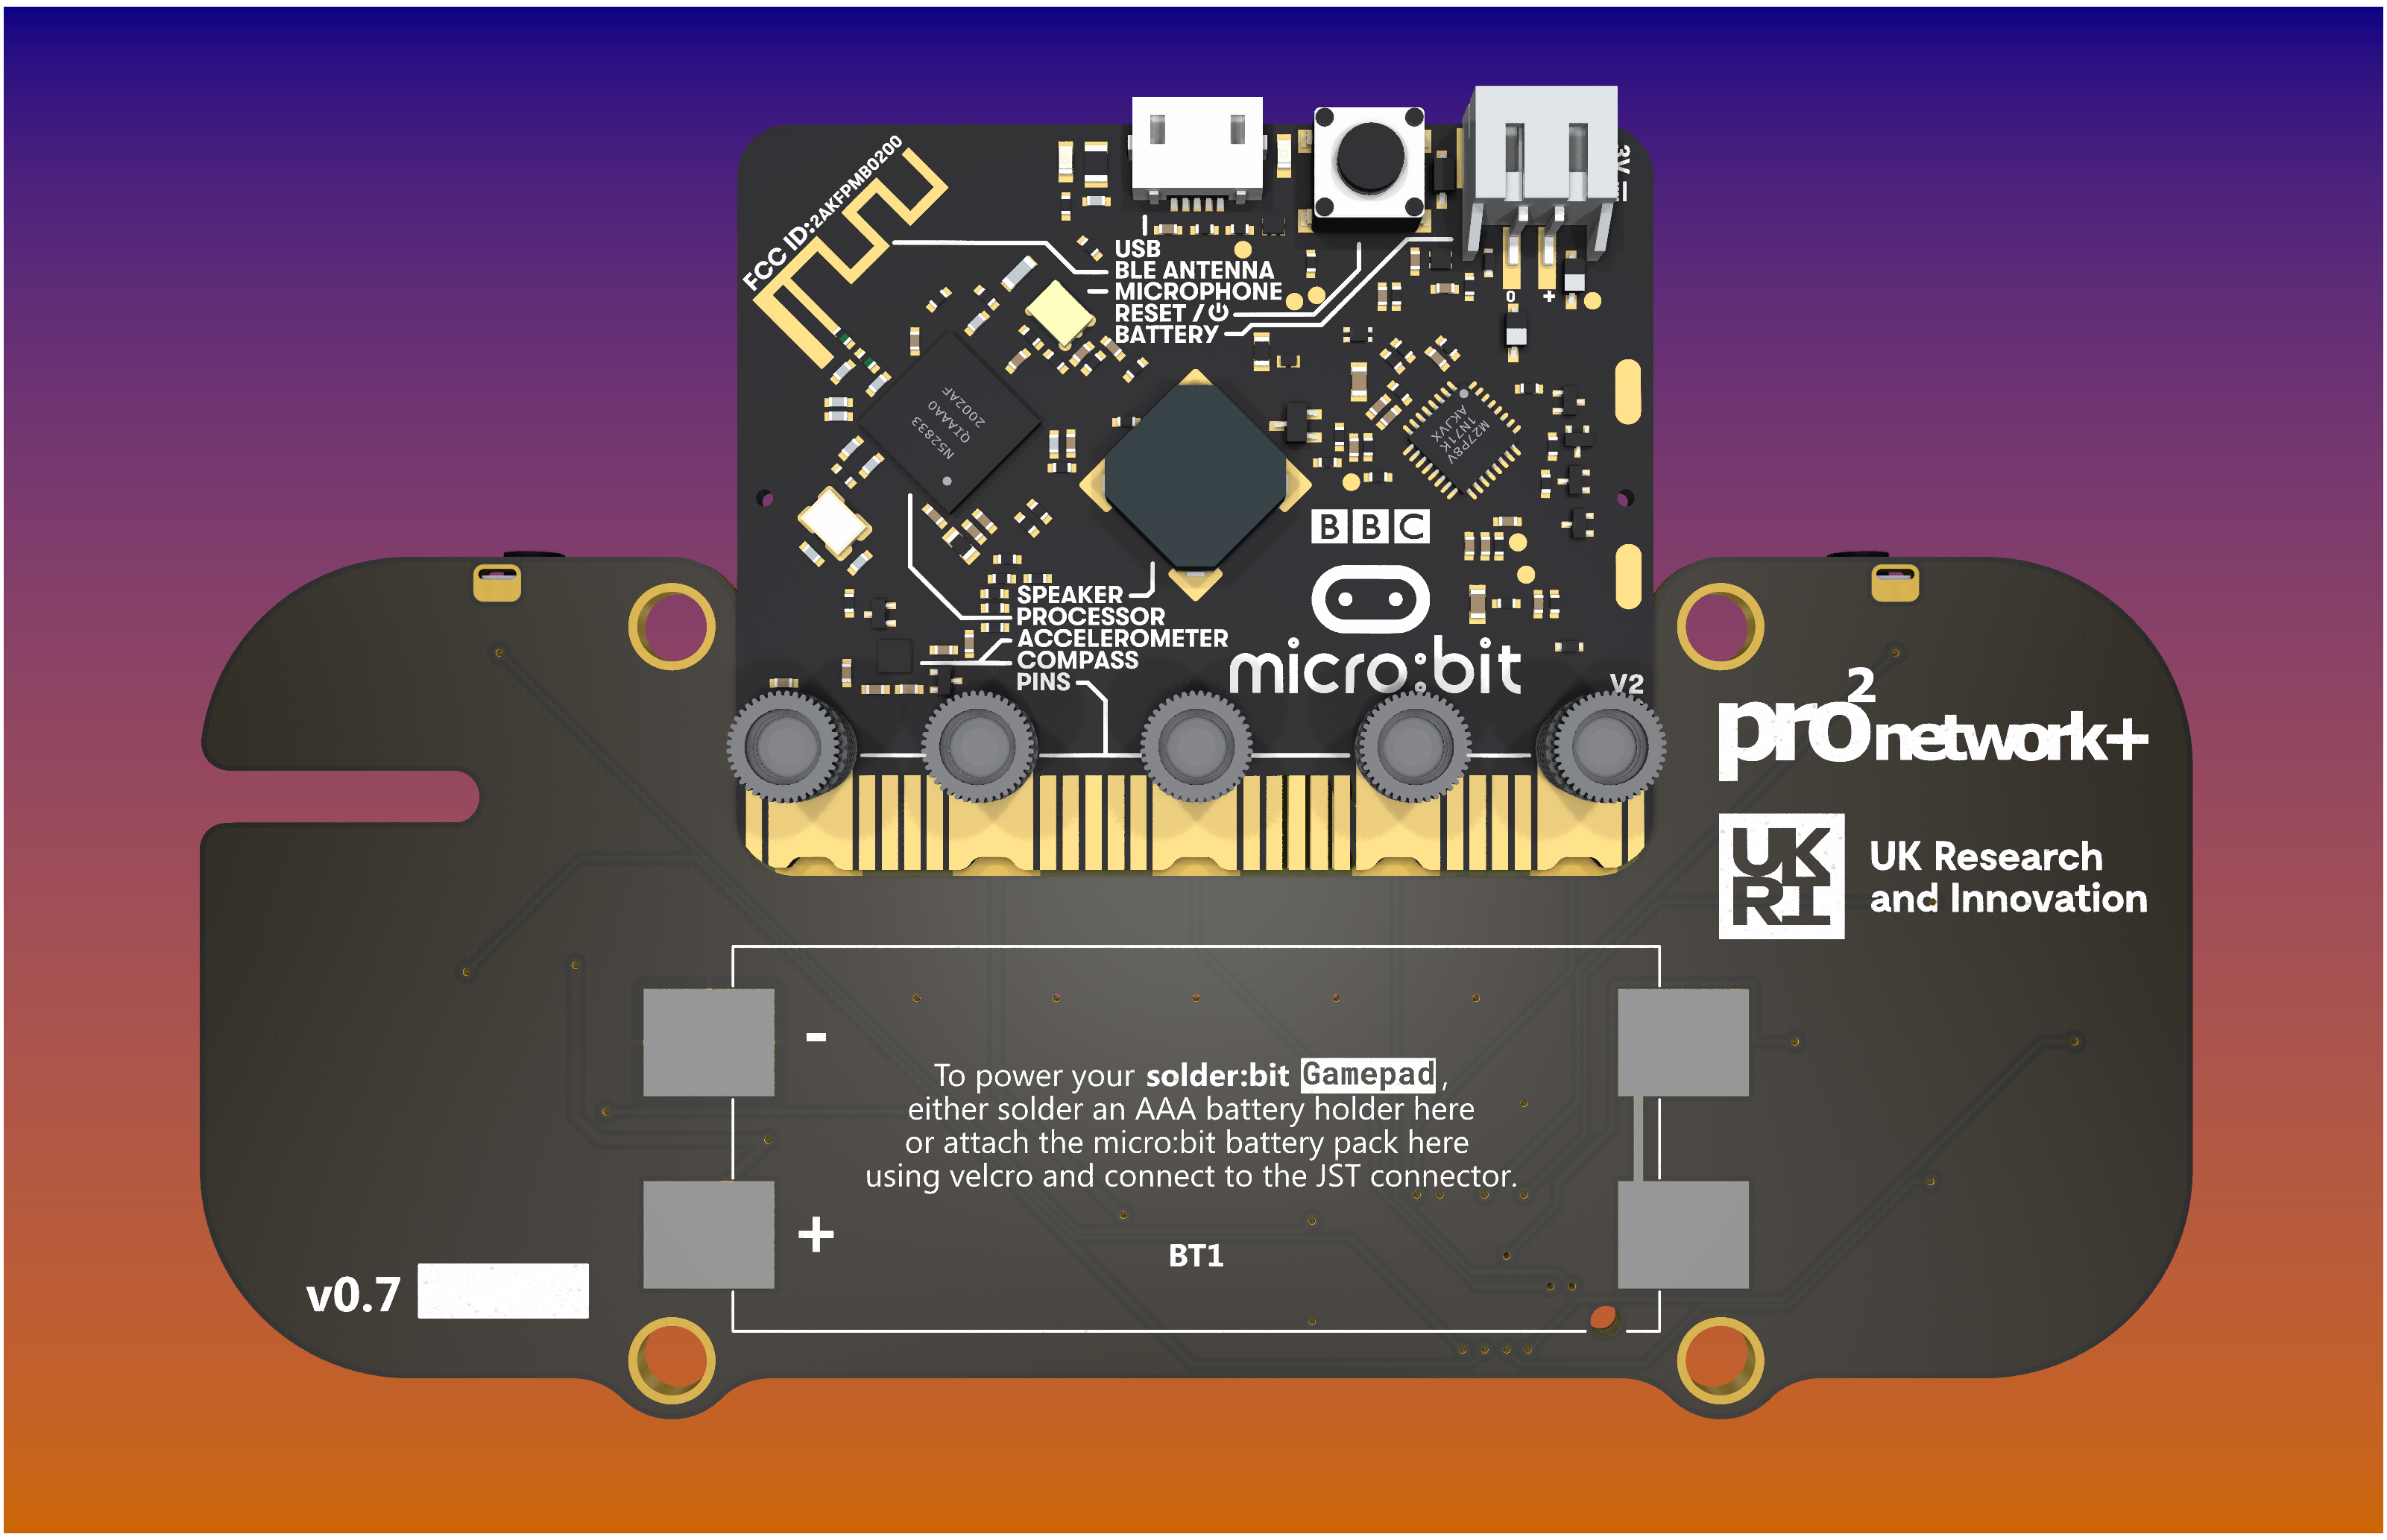 FCC ID:2AKFPMB0200
3V
USB
BLE ANTENNA
MICROPHONE
RESET /
BATTERY
0 +
N52833
QIAAA0
2002AF
M27P8V
1N71K
AKJVX
BBC
SPEAKER
PROCESSOR
ACCELEROMETER
COMPASS
PINS
micro:bit
V2
pro2network+
UK
RI
UK Research
and Innovation
-
To power your solder:bit Gamepad,
either solder an AAA battery holder here
or attach the micro:bit battery pack here
using velcro and connect to the JST connector.
+
BT1
v0.7